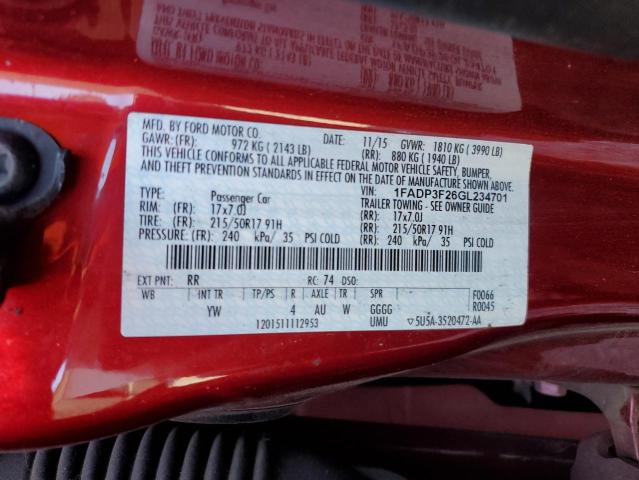 MFD. BY FORD MOTOR CO.
DATE: 11/15 GVWR: 1810 KG ( 3990 LB)
GAWR: (FR): 972 KG ( 2143 LB) (RR): 880 KG ( 1940 LB)
THIS VEHICLE CONFORMS TO ALL APPLICABLE FEDERAL MOTOR VEHICLE SAFETY, BUMPER,
AND THEFT PREVENTION STANDARDS IN EFFECT ON THE DATE OF MANUFACTURE SHOWN ABOVE.
VIN: 1FADP3F26GL234701
TYPE: Passenger Car TRAILER TOWING - SEE OWNER GUIDE
RIM: (FR): 17x7.0J (RR): 17x7.0J
TIRE: (FR): 215/50R17 91H (RR): 215/50R17 91H
PRESSURE: (FR): 240 kPa/ 35 PSI COLD (RR): 240 kPa/ 35 PSI COLD
EXT PNT: RR RC: 74 DSO:
WB INT TR TP/PS R AXLE TR SPR F0066
YW 4 AU W GGGG R0045
1201511112953 UMU ▽5U5A-3520472-AA